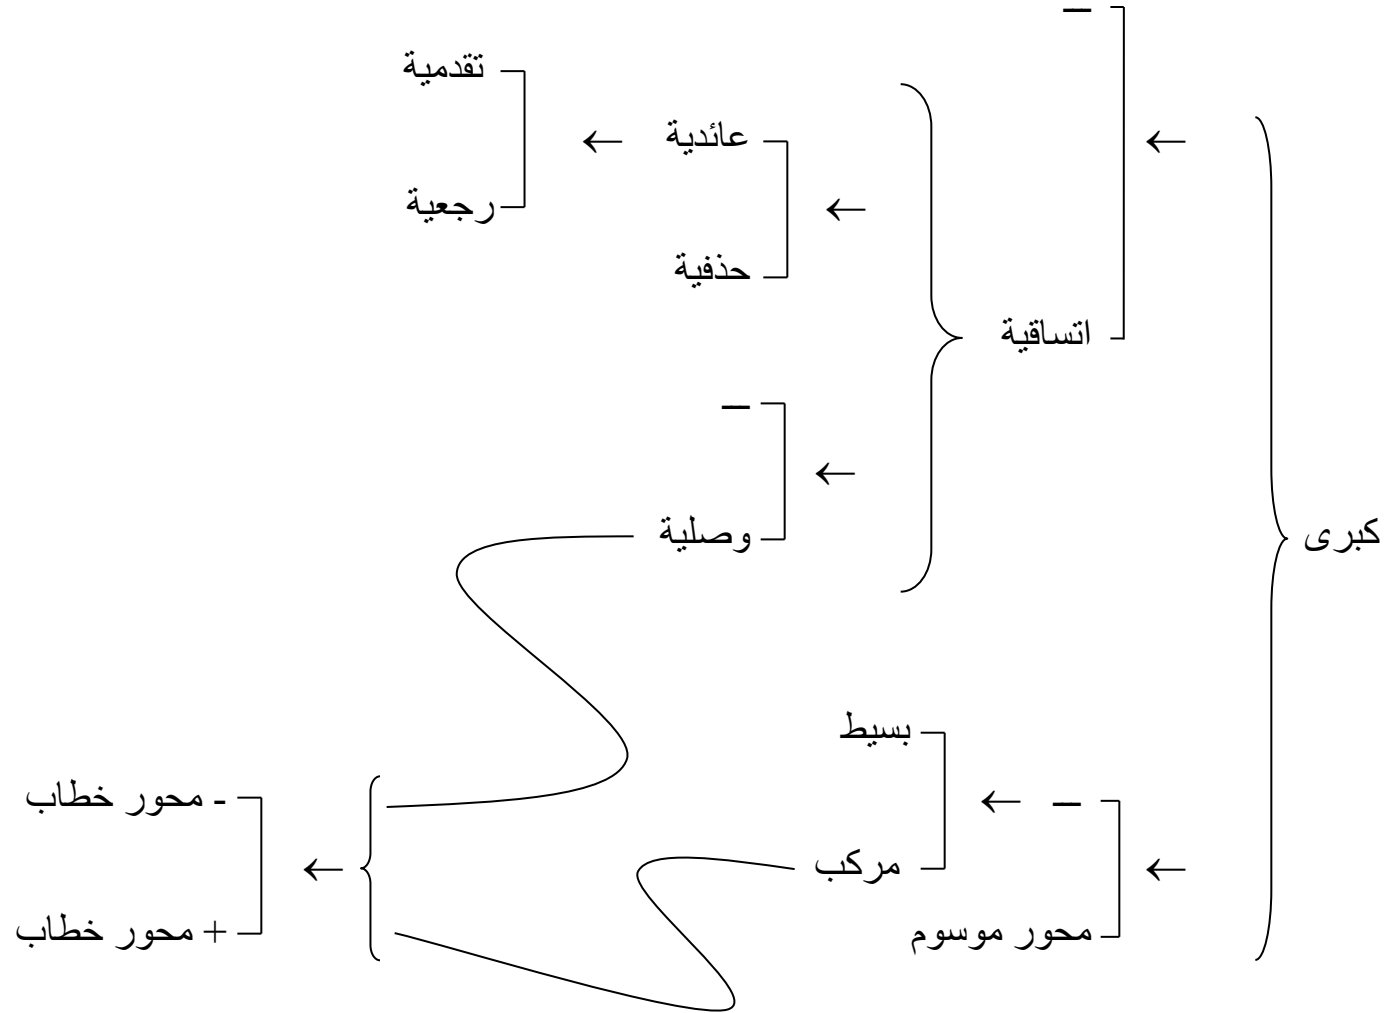 —
تقدمية
عائدية
←
←
رجعية
←
حذفية
اتساقية
—
←
وصلية
كبرى
بسيط
- محور خطاب
← —
←
مركب
←
+ محور خطاب
محور موسوم